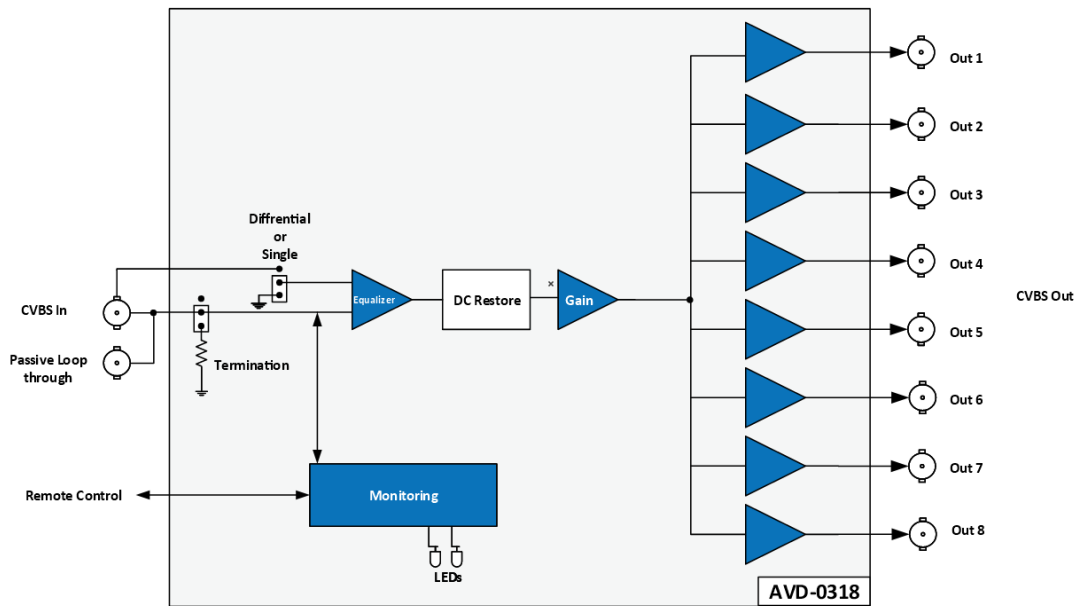 Out 1
Out 2
Out 3
Diffrential
or
Single
Out 4
CVBS In
Equalizer
DC Restore
×
Gain
CVBS Out
Out 5
Passive Loop
through
Termination
Out 6
Out 7
Remote Control
Monitoring
Out 8
LEDs
AVD-0318